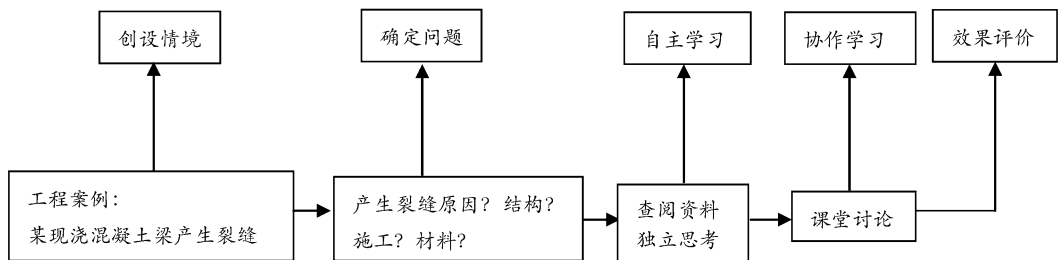 创设情境
确定问题
自主学习
协作学习
效果评价
工程案例：
某现浇混凝土梁产生裂缝
产生裂缝原因？结构？
施工？材料？
查阅资料
独立思考
课堂讨论